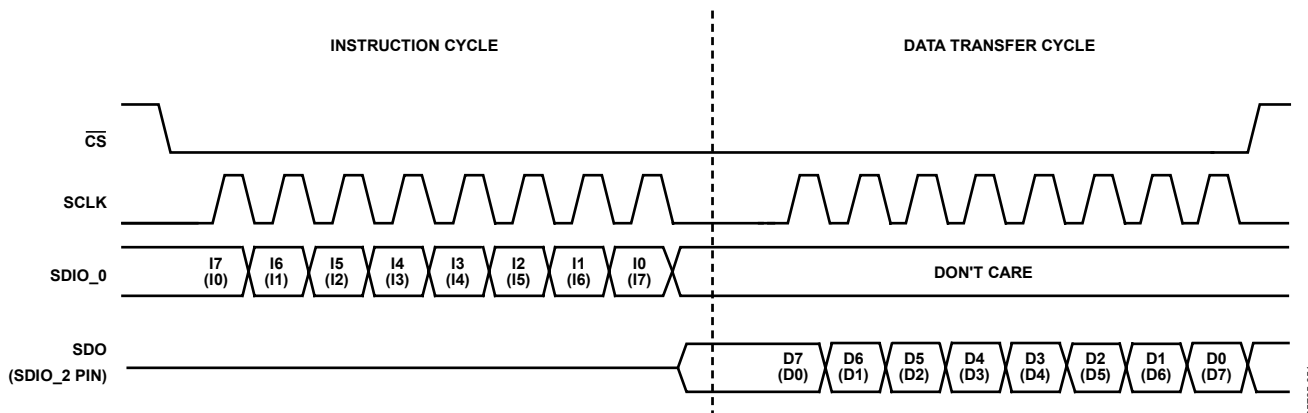 INSTRUCTION CYCLE DATA TRANSFER CYCLE
CS
SCLK
SDIO_0
I7 I6 I5 I4 I3 I2 I1 I0
(I0) (I1) (I2) (I3) (I4) (I5) (I6) (I7)
DON'T CARE
SDO
(SDIO_2 PIN)
D7 D6 D5 D4 D3 D2 D1 D0
(D0) (D1) (D2) (D3) (D4) (D5) (D6) (D7)